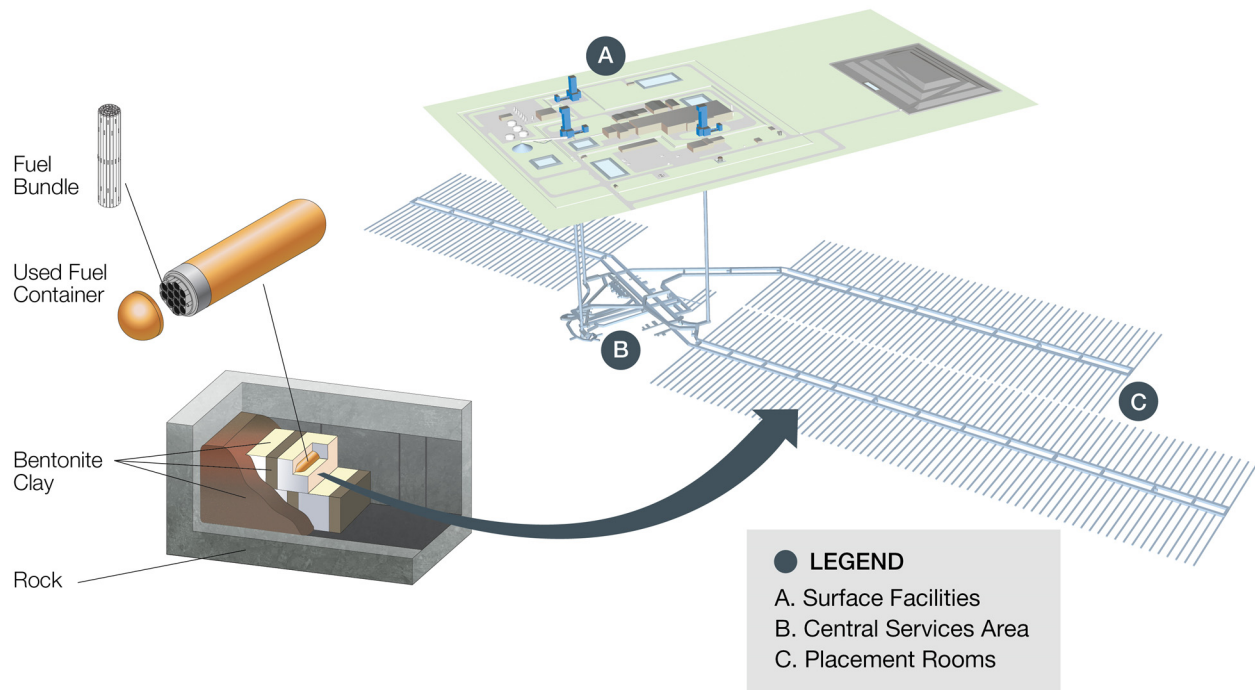 A
Fuel
Bundle
Used Fuel
Container
B
C
Bentonite
Clay
Rock
LEGEND
A. Surface Facilities
B. Central Services Area
C. Placement Rooms